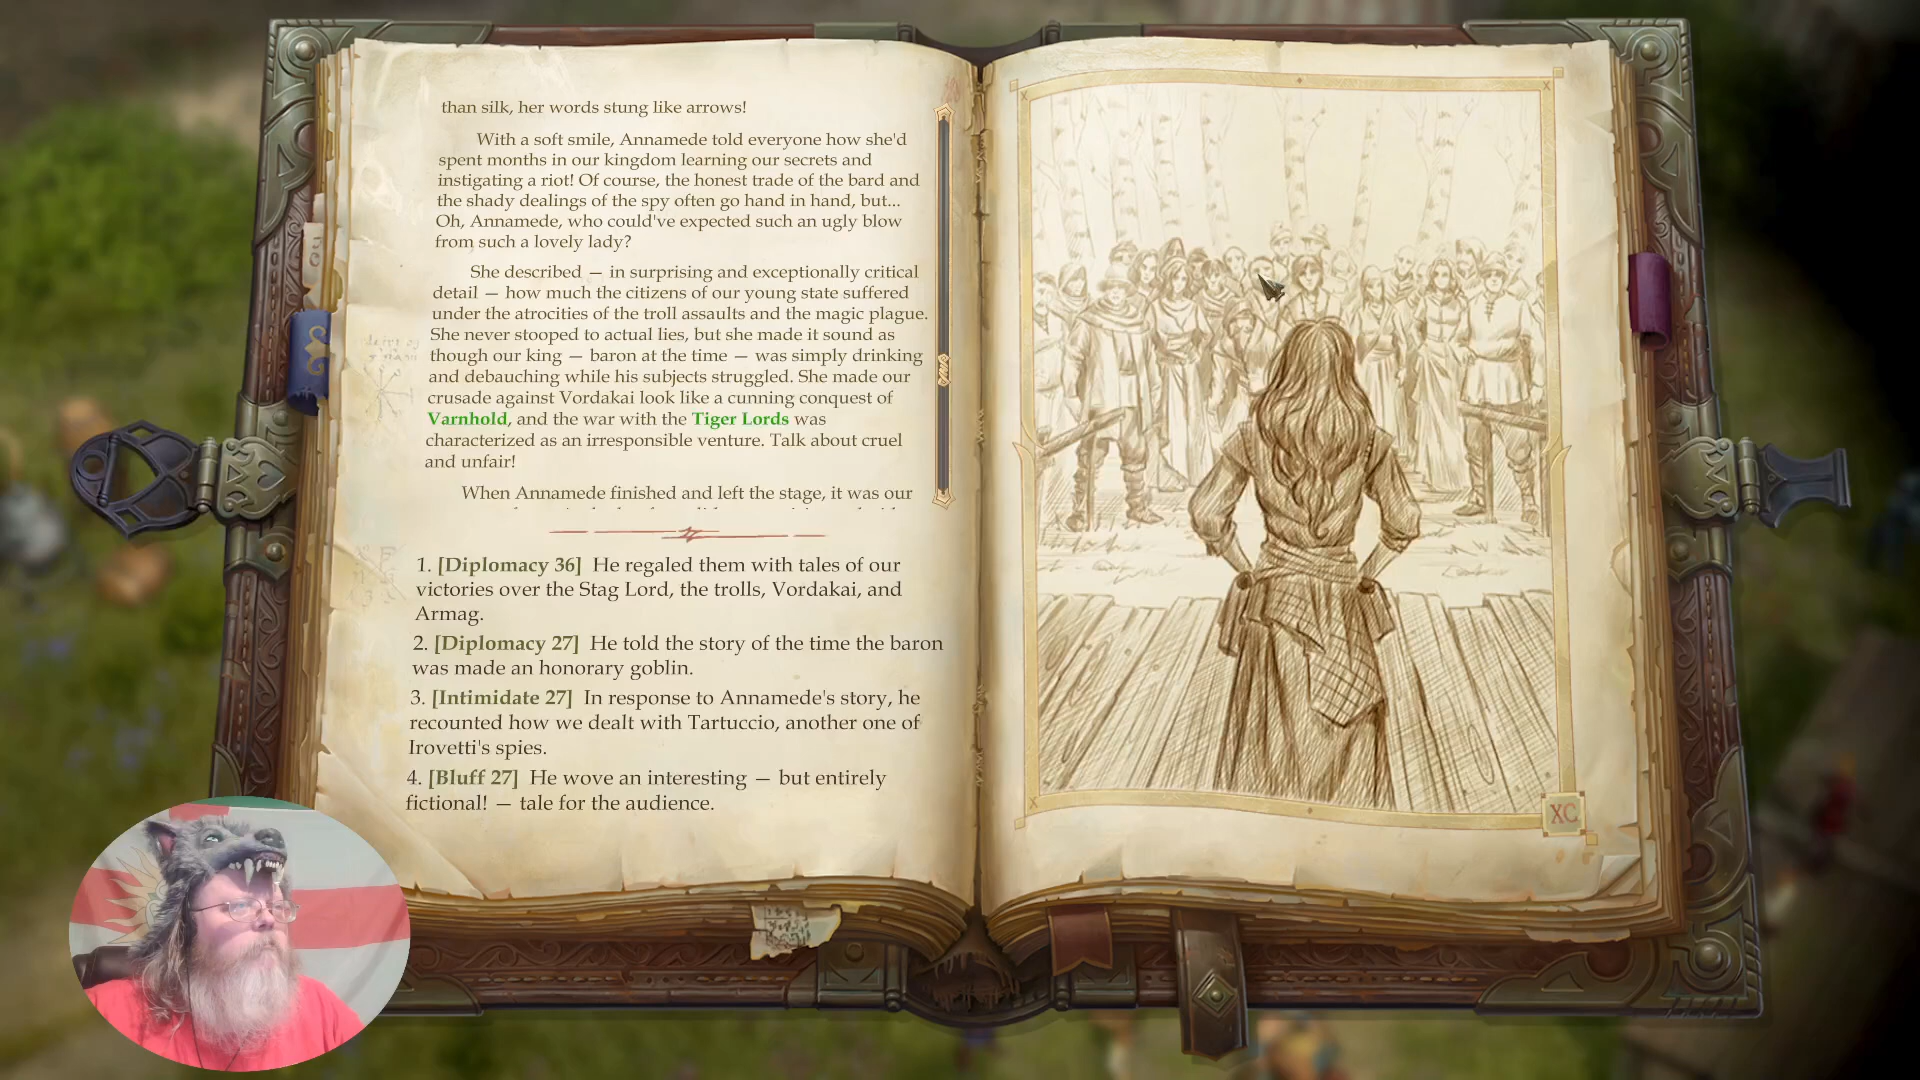 than silk, her words stung like arrows!
With a soft smile, Annamede told everyone how she'd
spent months in our kingdom learning our secrets and
instigating a riot! Of course, the honest trade of the bard and
the shady dealings of the spy often go hand in hand, but...
Oh, Annamede, who could've expected such an ugly blow
from such a lovely lady?
She described — in surprising and exceptionally critical
detail — how much the citizens of our young state suffered
under the atrocities of the troll assaults and the magic plague.
She never stooped to actual lies, but she made it sound as
though our king — baron at the time — was simply drinking
and debauching while his subjects struggled. She made our
crusade against Vordakai look like a cunning conquest of
Varnhold, and the war with the Tiger Lords was
characterized as an irresponsible venture. Talk about cruel
and unfair!
When Annamede finished and left the stage, it was our
1. [Diplomacy 36] He regaled them with tales of our
victories over the Stag Lord, the trolls, Vordakai, and
Armag.
2. [Diplomacy 27] He told the story of the time the baron
was made an honorary goblin.
3. [Intimidate 27] In response to Annamede's story, he
recounted how we dealt with Tartuccio, another one of
Irovetti's spies.
4. [Bluff 27] He wove an interesting — but entirely
fictional! — tale for the audience.
XC